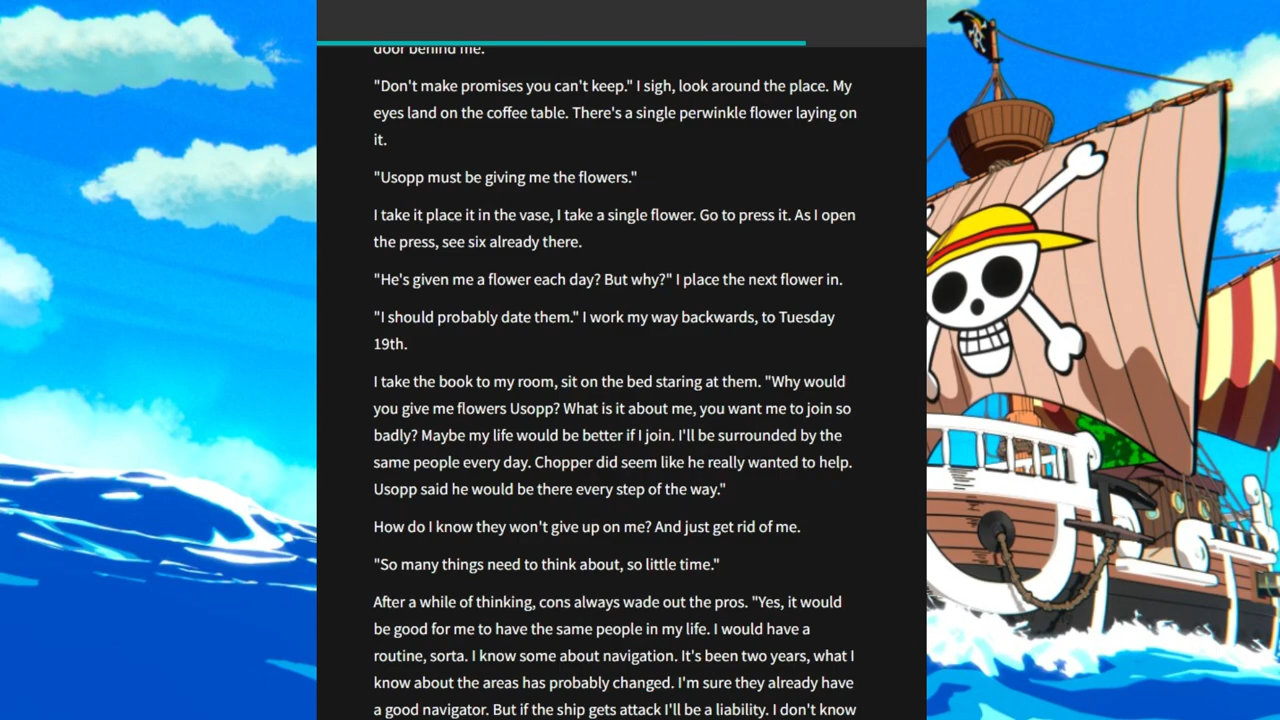 door behind me.
"Don't make promises you can't keep." I sigh, look around the place. My
eyes land on the coffee table. There's a single perwinkle flower laying on
it.
"Usopp must be giving me the flowers."
I take it place it in the vase, I take a single flower. Go to press it. As I open
the press, see six already there.
"He's given me a flower each day? But why?" I place the next flower in.
"I should probably date them." I work my way backwards, to Tuesday
19th.
I take the book to my room, sit on the bed staring at them. "Why would
you give me flowers Usopp? What is it about me, you want me to join so
badly? Maybe my life would be better if I join. I'll be surrounded by the
same people every day. Chopper did seem like he really wanted to help.
Usopp said he would be there every step of the way."
How do I know they won't give up on me? And just get rid of me.
"So many things need to think about, so little time."
After a while of thinking, cons always wade out the pros. "Yes, it would
be good for me to have the same people in my life. I would have a
routine, sorta. I know some about navigation. It's been two years, what I
know about the areas has probably changed. I'm sure they already have
a good navigator. But if the ship gets attack I'll be a liability. I don't know